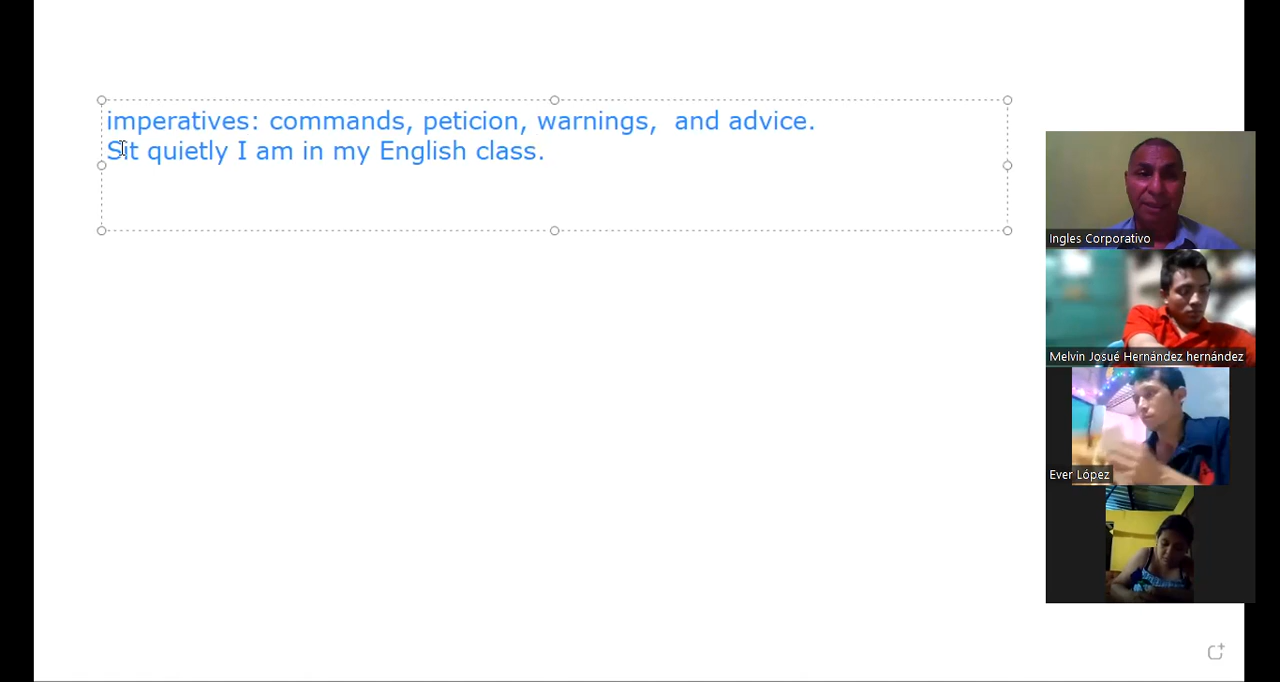 imperatives: commands, peticion, warnings,  and advice.
Sit quietly I am in my English class.
Ingles Corporativo
Melvin Josué Hernández hernández
Ever López